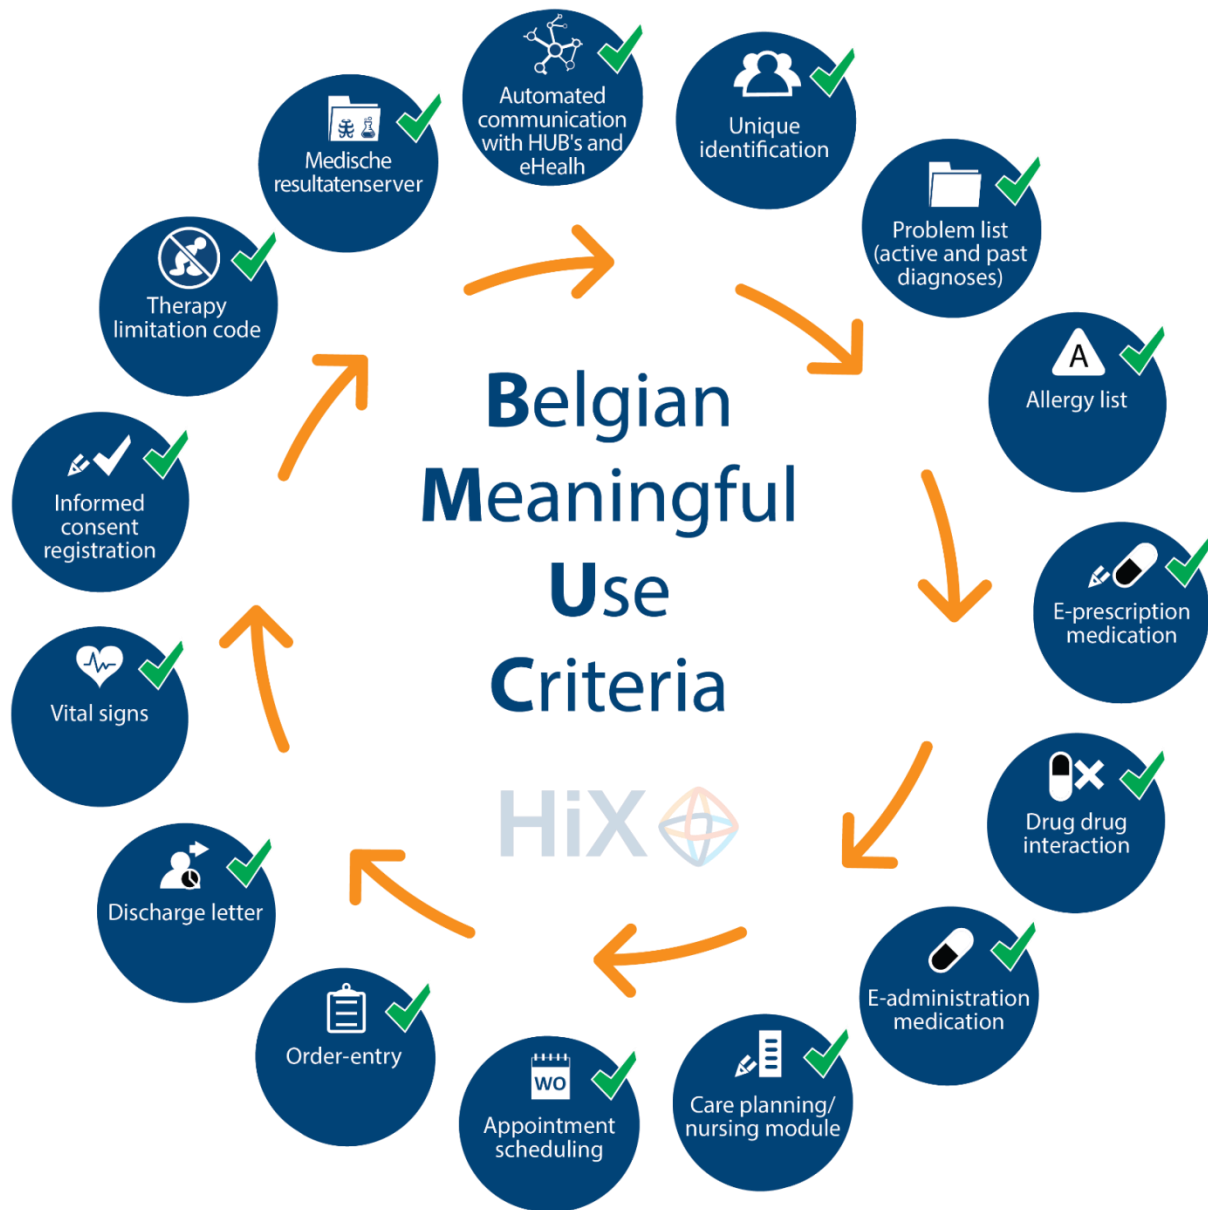 Automated
communication
with HUB's and
eHealh
Unique
identification
Problem list
(active and past
diagnoses)
A
Allergy list
E-prescription
medication
Drug drug
interaction
E-administration
medication
Care planning/
nursing module
WO
Appointment
scheduling
Order-entry
Discharge letter
Vital signs
Informed
consent
registration
Therapy
limitation code
Medische
resultatenserver
Belgian
Meaningful
Use
Criteria
HiX